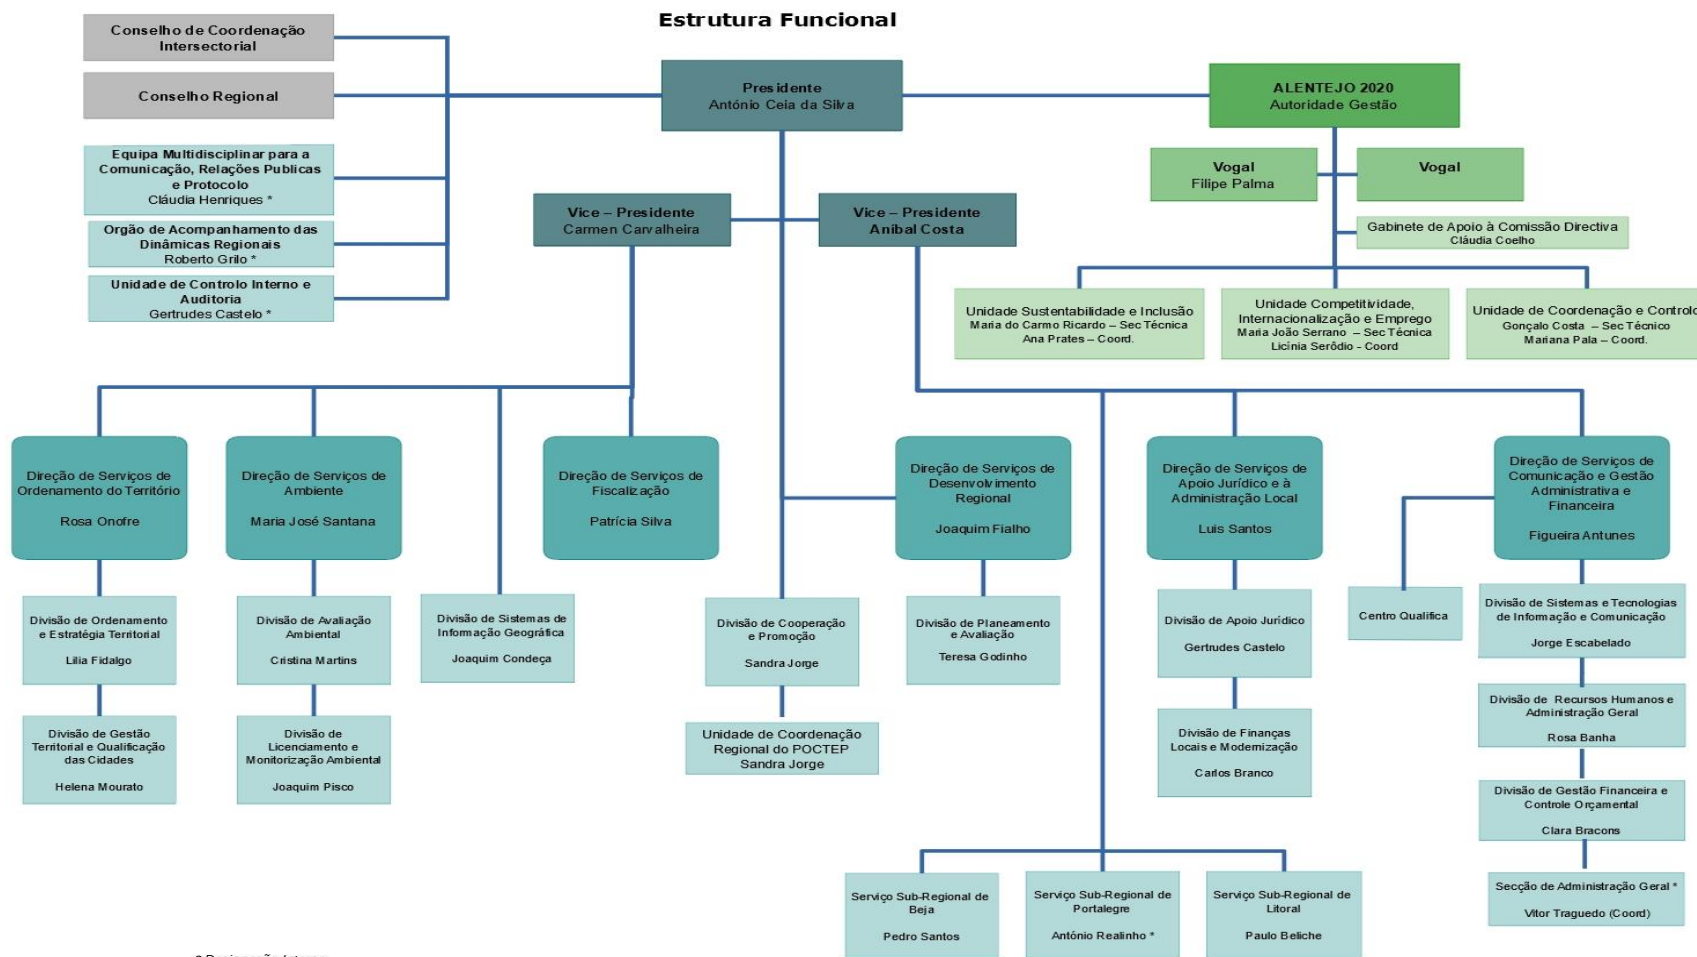 Estrutura Funcional
Conselho de Coordenação
Intersectorial
Conselho Regional
Presidente
António Ceia da Silva
ALENTEJO 2020
Autoridade Gestão
Equipa Multidisciplinar para a
Comunicação, Relações Publicas
e Protocolo
Cláudia Henriques *
Orgão de Acompanhamento das
Dinâmicas Regionais
Roberto Grilo *
Unidade de Controlo Interno e
Auditoria
Gertrudes Castelo *
Vice – Presidente
Carmen Carvalheira
Vice – Presidente
Aníbal Costa
Vogal
Filipe Palma
Vogal
Gabinete de Apoio à Comissão Directiva
Cláudia Coelho
Unidade Sustentabilidade e Inclusão
Maria do Carmo Ricardo – Sec Técnica
Ana Prates – Coord.
Unidade Competitividade,
Internacionalização e Emprego
Maria João Serrano – Sec Técnica
Licínia Serôdio - Coord
Unidade de Coordenação e Controlo
Gonçalo Costa – Sec Técnico
Mariana Pala – Coord.
Direção de Serviços de
Ordenamento do Território
Rosa Onofre
Direção de Serviços de
Ambiente
Maria José Santana
Direção de Serviços de
Fiscalização
Patrícia Silva
Direção de Serviços de
Desenvolvimento
Regional
Joaquim Fialho
Direção de Serviços de
Apoio Jurídico e à
Administração Local
Luis Santos
Direção de Serviços de
Comunicação e Gestão
Administrativa e
Financeira
Figueira Antunes
Divisão de Ordenamento
e Estratégia Territorial
Lilia Fidalgo
Divisão de Avaliação
Ambiental
Cristina Martins
Divisão de Sistemas de
Informação Geográfica
Joaquim Condeça
Divisão de Cooperação
e Promoção
Sandra Jorge
Divisão de Planeamento
e Avaliação
Teresa Godinho
Divisão de Apoio Jurídico
Gertrudes Castelo
Centro Qualifica
Divisão de Sistemas e Tecnologias
de Informação e Comunicação
Jorge Escabelado
Divisão de Gestão
Territorial e Qualificação
das Cidades
Helena Mourato
Divisão de
Licenciamento e
Monitorização Ambiental
Joaquim Pisco
Unidade de Coordenação
Regional do POCTEP
Sandra Jorge
Divisão de Finanças
Locais e Modernização
Carlos Branco
Divisão de Recursos Humanos e
Administração Geral
Rosa Banha
Divisão de Gestão Financeira e
Controle Orçamental
Clara Bracons
Serviço Sub-Regional de
Beja
Pedro Santos
Serviço Sub-Regional de
Portalegre
António Realinho *
Serviço Sub-Regional de
Litoral
Paulo Beliche
Secção de Administração Geral *
Vitor Traguedo (Coord)